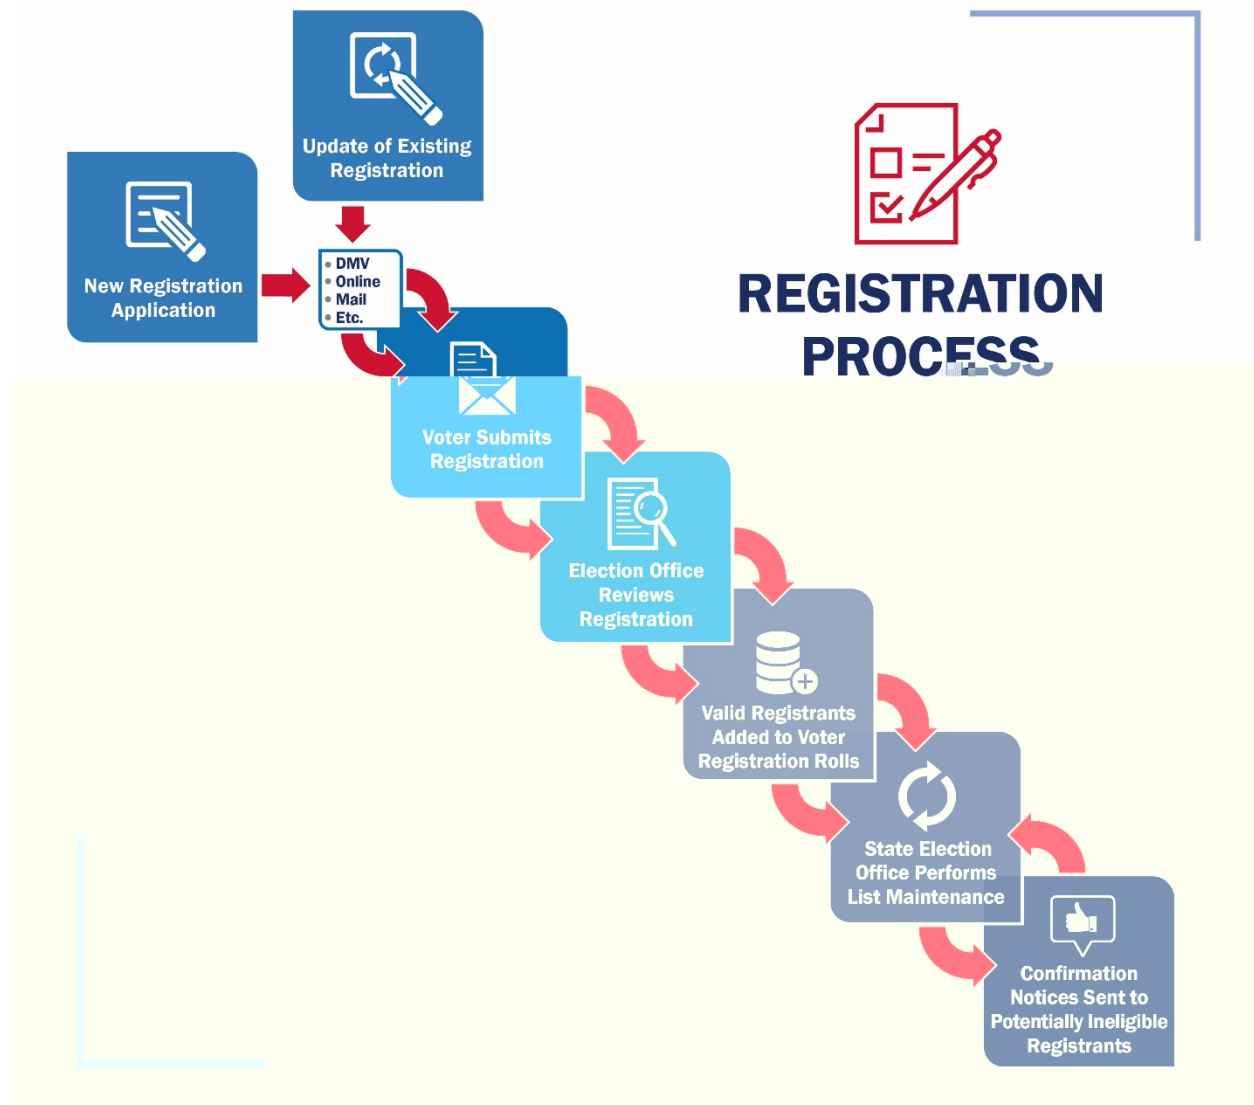 REGISTRATION
PROCESS
Update of Existing
Registration
New Registration
Application
• DMV
• Online
• Mail
• Etc.
Voter Submits
Registration
Election Office
Reviews
Registration
Valid Registrants
Added to Voter
Registration Rolls
State Election
Office Performs
List Maintenance
Confirmation
Notices Sent to
Potentially Ineligible
Registrants